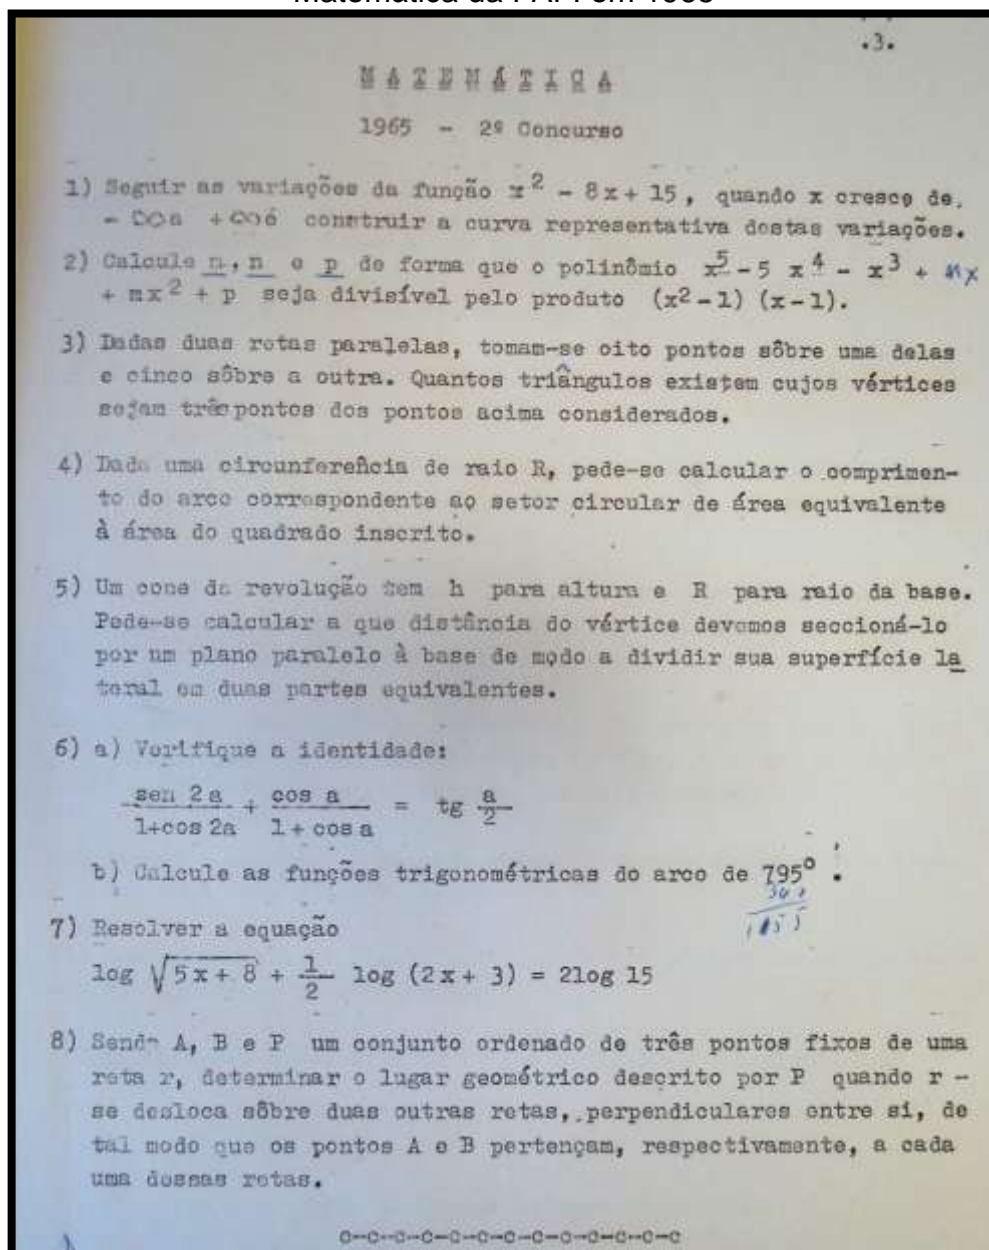 .3.
MATEMÁTICA
1965 - 2º Concurso
1) Seguir as variações da função x² - 8x + 15, quando x cresce de
- ∞ a + ∞ é construir a curva representativa destas variações.
2) Calcule m, n e p de forma que o polinômio x⁵ - 5 x⁴ - x³ + nx
+ mx² + p seja divisível pelo produto (x² - 1) (x - 1).
3) Dadas duas retas paralelas, tomam-se oito pontos sôbre uma delas
e cinco sôbre a outra. Quantos triângulos existem cujos vértices
sejam três pontos dos pontos acima considerados.
4) Dada uma circunferência de raio R, pede-se calcular o comprimen-
to do arco correspondente ao setor circular de área equivalente
à área do quadrado inscrito.
5) Um cone de revolução tem h para altura e R para raio da base.
Pede-se calcular a que distância do vértice devemos seccioná-lo
por um plano paralelo à base de modo a dividir sua superfície la
teral em duas partes equivalentes.
6) a) Verifique a identidade:
sen 2a / 1+cos 2a + cos a / 1 + cos a = tg a/2
b) Calcule as funções trigonométricas do arco de 795° .
7) Resolver a equação
log √5x + 8 + 1/2 log (2x + 3) = 2log 15
8) Sendo A, B e P um conjunto ordenado de três pontos fixos de uma
reta r, determinar o lugar geométrico descrito por P quando r -
se desloca sôbre duas outras retas, perpendiculares entre sí, de
tal modo que os pontos A e B pertençam, respectivamente, a cada
uma dessas retas.
o-c-o-o-o-o-o-o-o-o-o-c